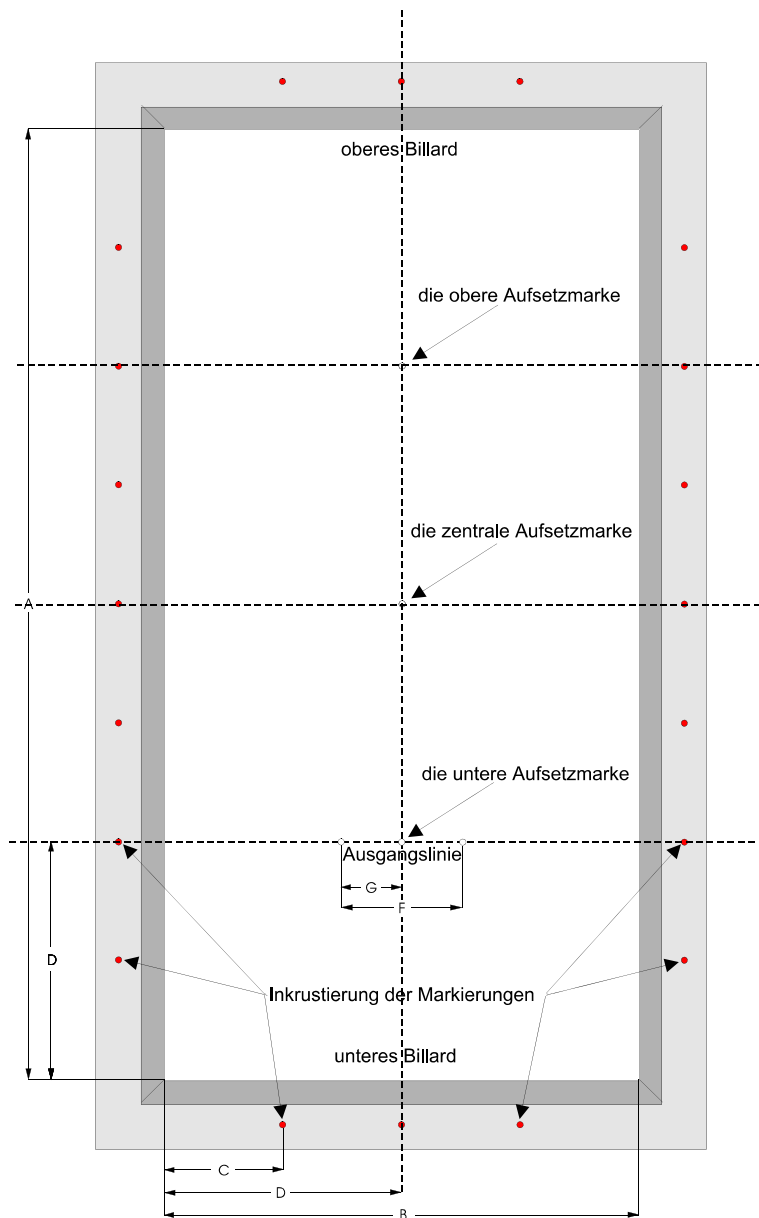 oberes Billard
die obere Aufsetzmarke
die zentrale Aufsetzmarke
A
die untere Aufsetzmarke
Ausgangslinie
G
F
D
Inkrustierung der Markierungen
unteres Billard
C
D
B